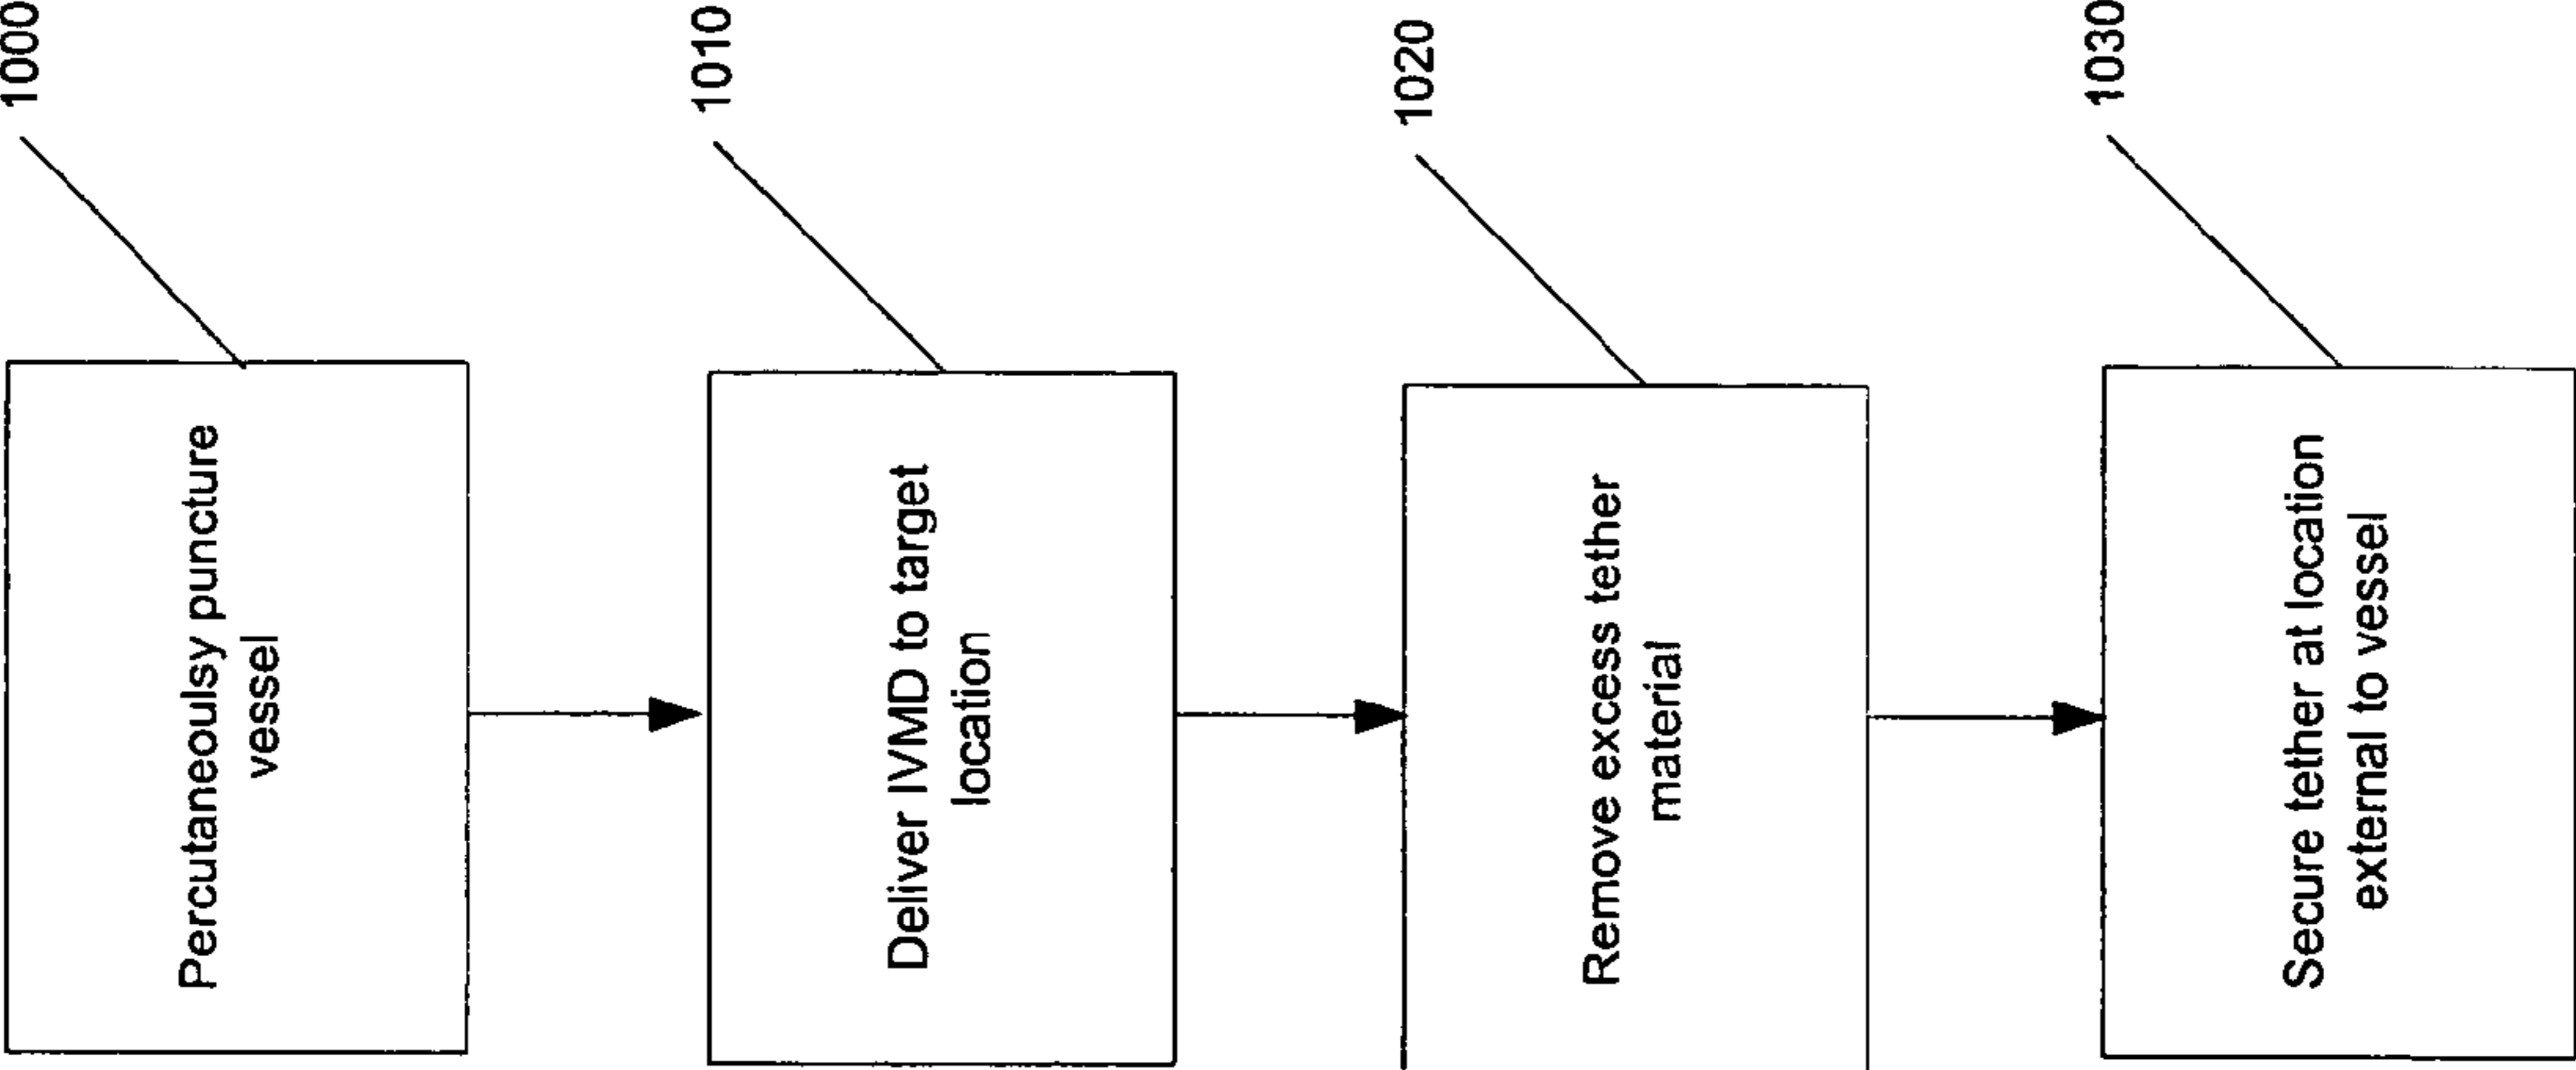 1000
Percutaneoulsy puncture
vessel
1010
Deliver IVMD to target
location
1020
Remove excess tether
material
1030
Secure tether at location
external to vessel